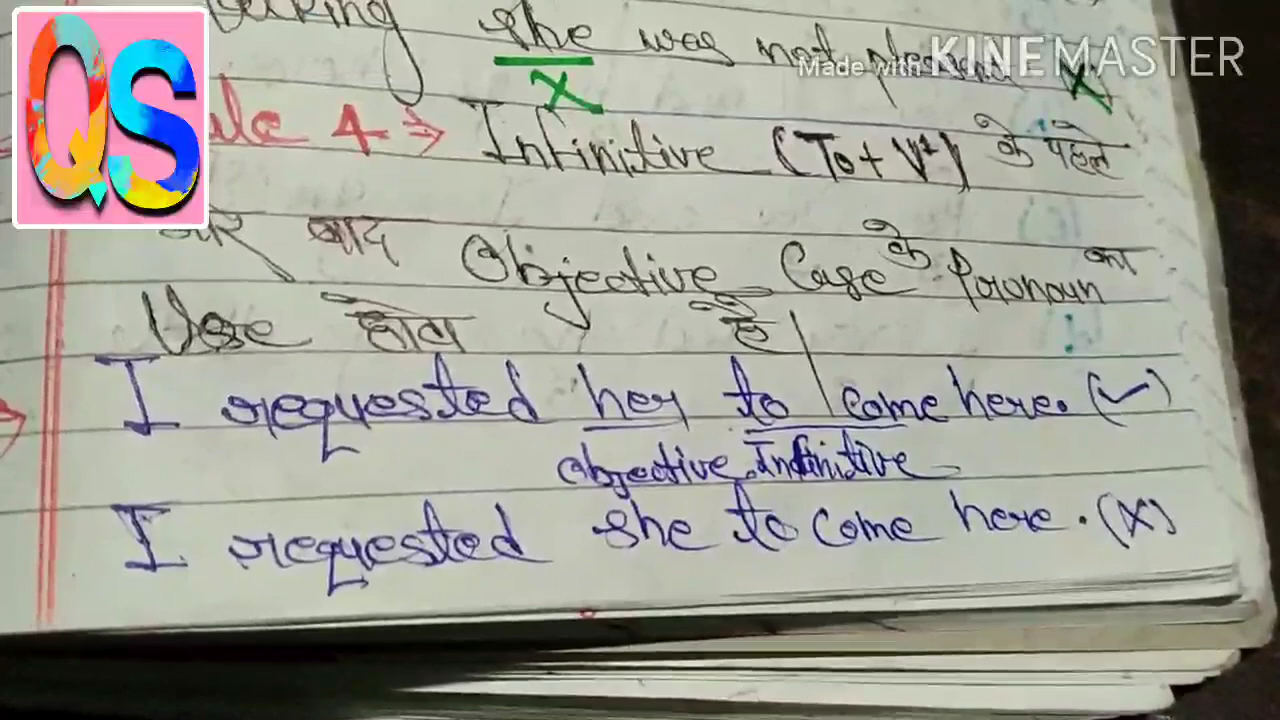 she was not pleased
Made with KINEMASTER
QS
Rule 4 → Infinitive (To + V¹) के पहले
और बाद Objective Case के Pronoun का
Use होता है
I requested her to come here. (✓)
objective Infinitive
I requested she to come here. (X)